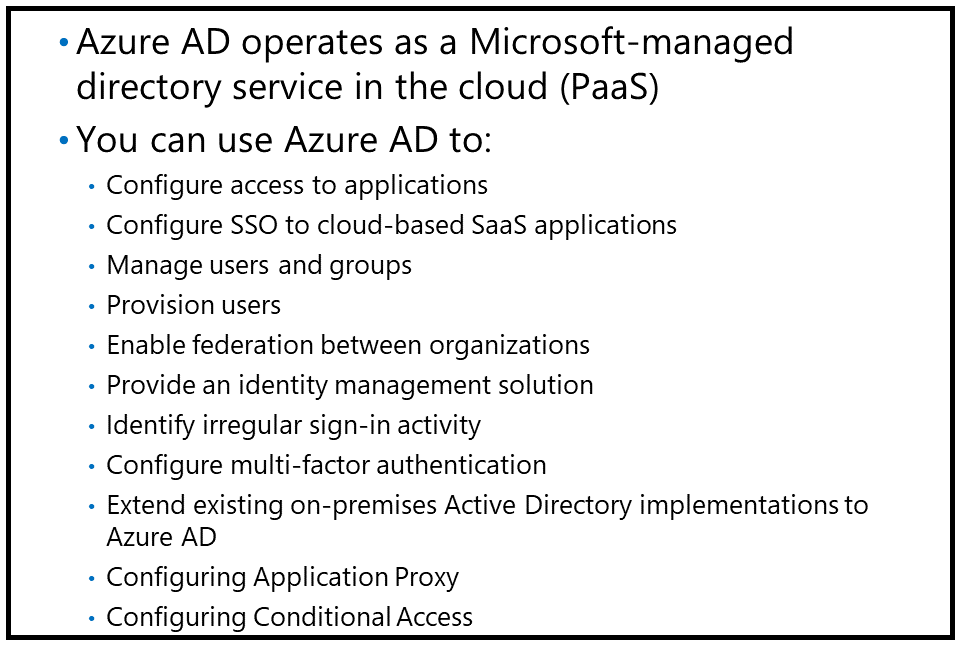 • Azure AD operates as a Microsoft-managed
directory service in the cloud (PaaS)
• You can use Azure AD to:
• Configure access to applications
• Configure SSO to cloud-based SaaS applications
• Manage users and groups
• Provision users
• Enable federation between organizations
• Provide an identity management solution
• Identify irregular sign-in activity
• Configure multi-factor authentication
• Extend existing on-premises Active Directory implementations to
Azure AD
• Configuring Application Proxy
• Configuring Conditional Access